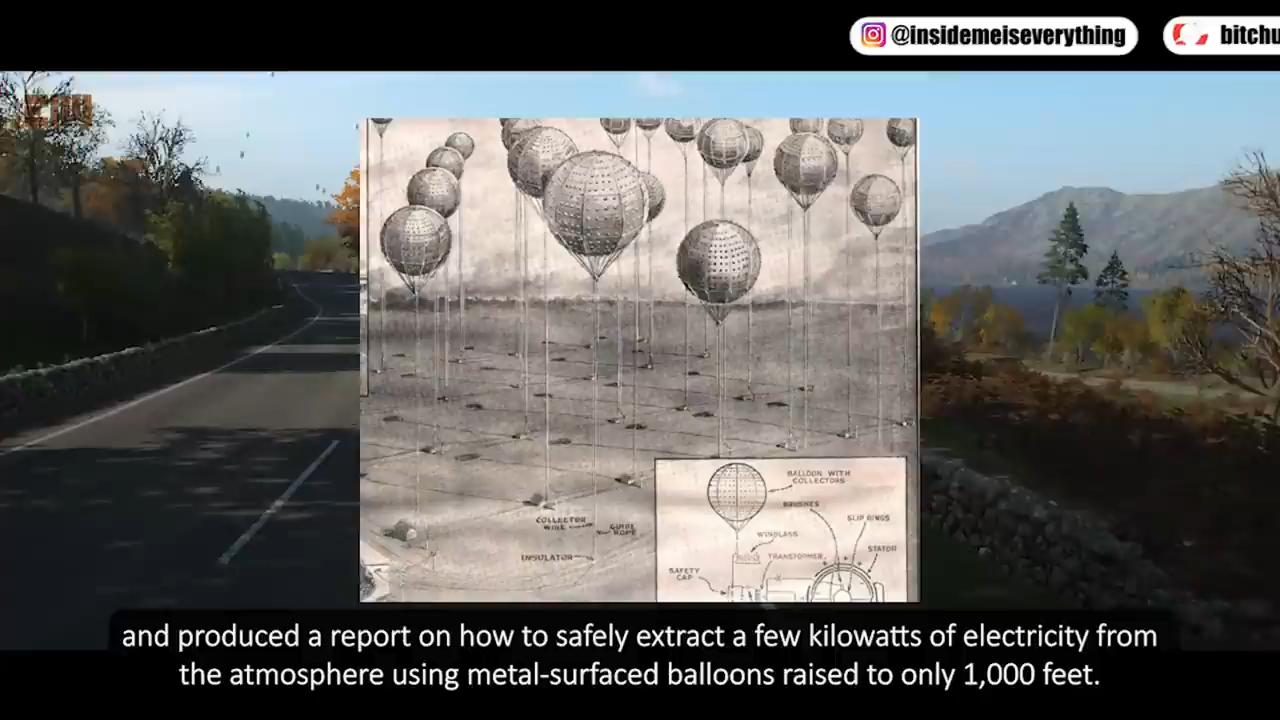 @insidemeiseverything
bitchu
BALLOON WITH
COLLECTORS
BRUSHES
SLIP RINGS
WINDLASS
STATOR
TRANSFORMER
SAFETY
CAP
COLLECTOR
WIRE
GUIDE
ROPE
INSULATOR
and produced a report on how to safely extract a few kilowatts of electricity from
the atmosphere using metal-surfaced balloons raised to only 1,000 feet.